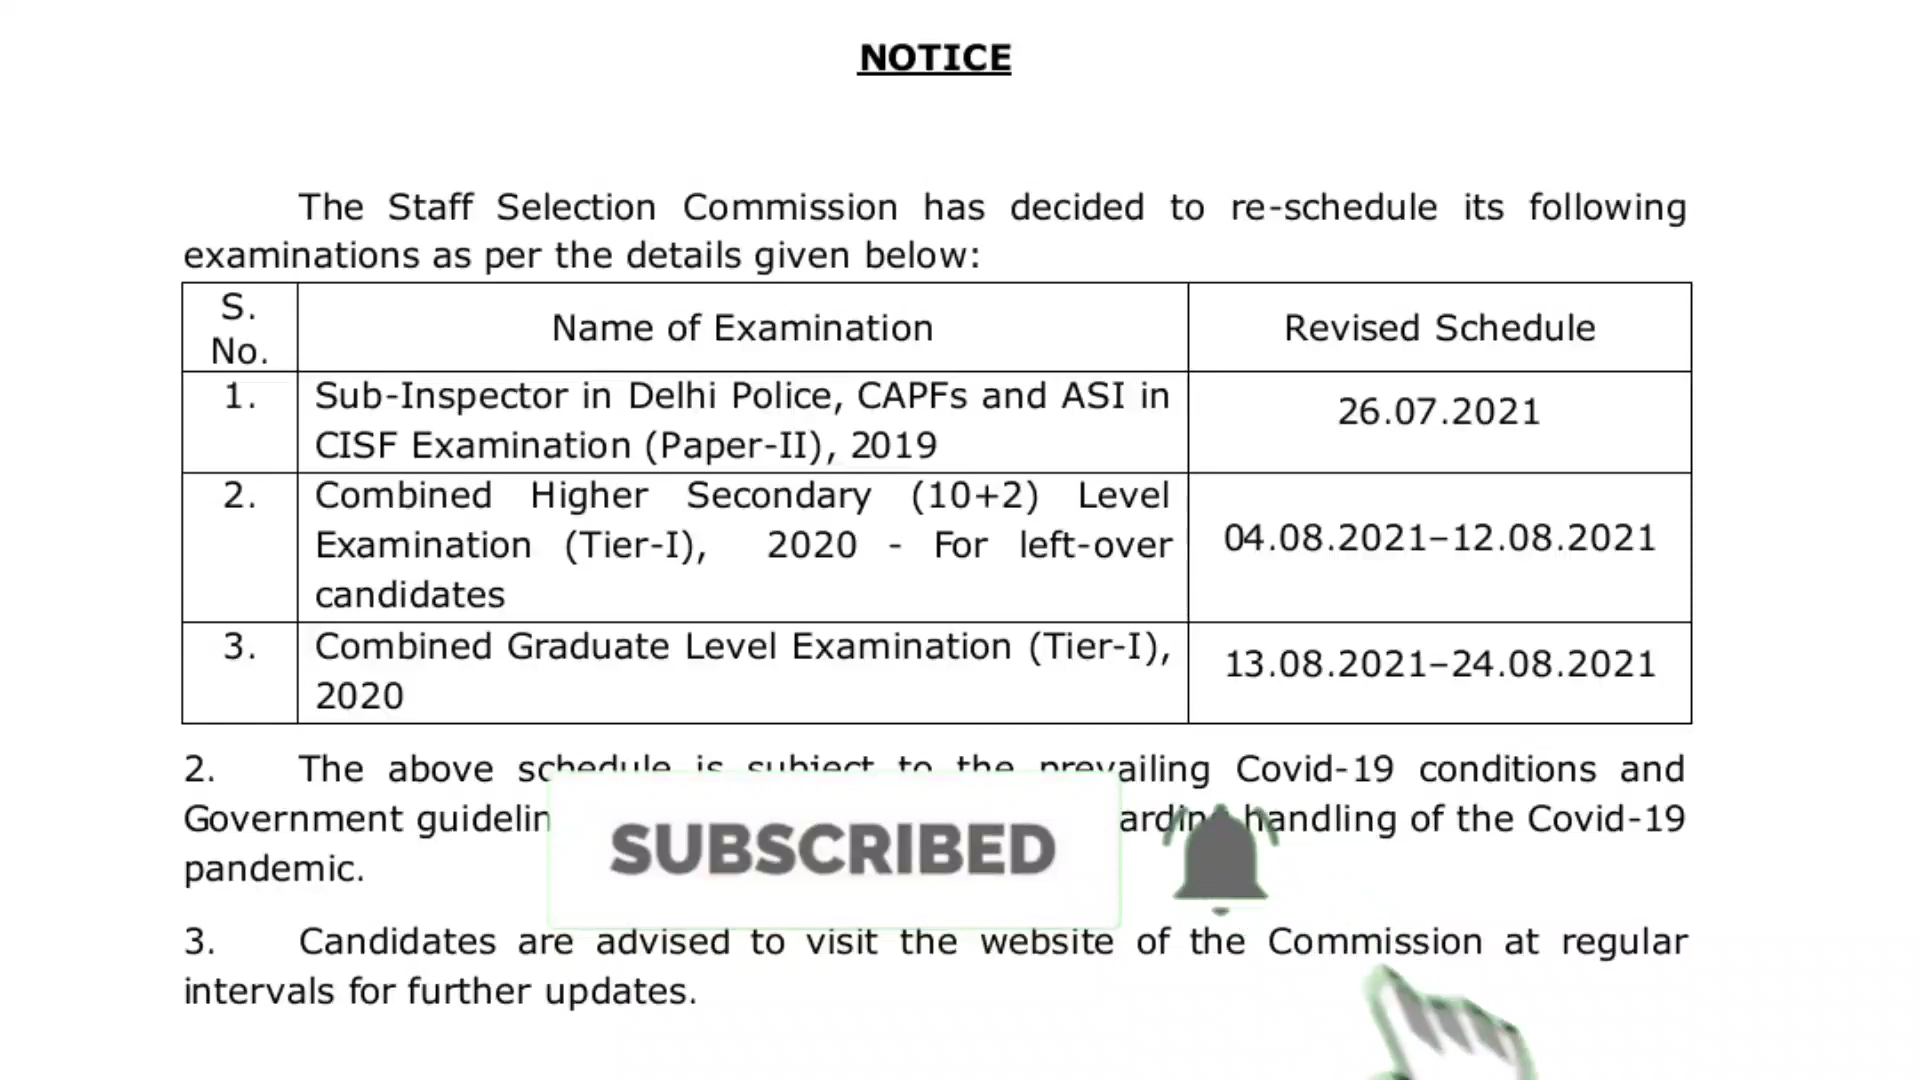 NOTICE
The Staff Selection Commission has decided to re-schedule its following
examinations as per the details given below:
S. No.
Name of Examination
Revised Schedule
1.
Sub-Inspector in Delhi Police, CAPFs and ASI in
CISF Examination (Paper-II), 2019
26.07.2021
2.
Combined Higher Secondary (10+2) Level
Examination (Tier-I), 2020 - For left-over
candidates
04.08.2021–12.08.2021
3.
Combined Graduate Level Examination (Tier-I),
2020
13.08.2021–24.08.2021
2. The above schedule is subject to the prevailing Covid-19 conditions and
Government handling of the Covid-19
pandemic.
SUBSCRIBED
3. Candidates are advised to visit the website of the Commission at regular
intervals for further updates.